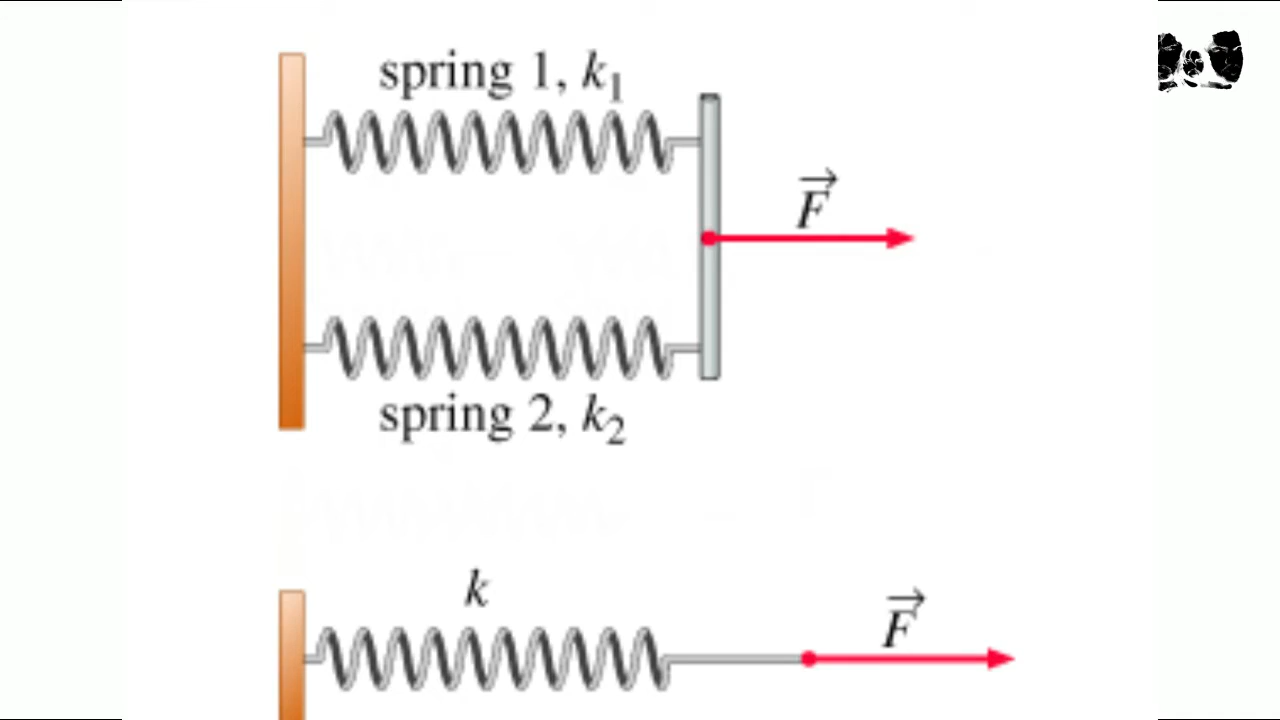 spring 1, k₁
F⃗
spring 2, k₂
k
F⃗